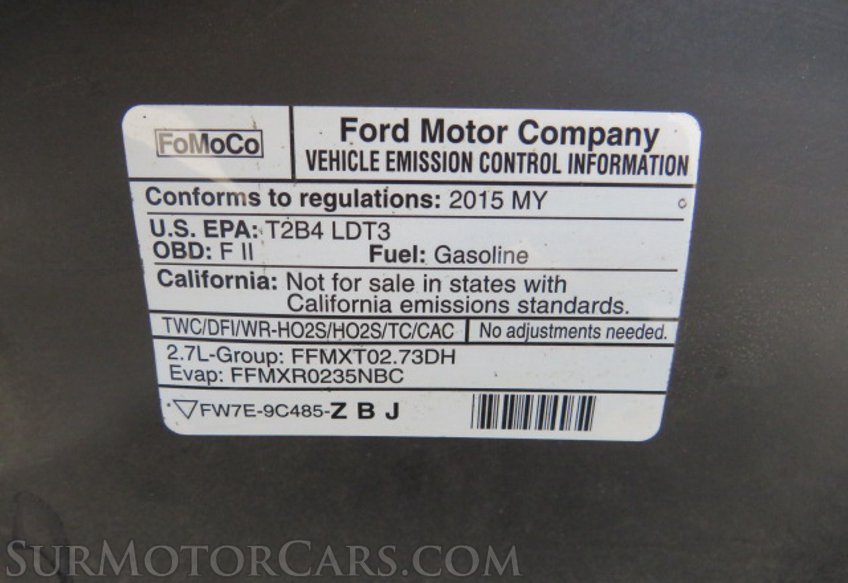 FoMoCo
Ford Motor Company
VEHICLE EMISSION CONTROL INFORMATION
Conforms to regulations: 2015 MY
U.S. EPA: T2B4 LDT3
OBD: F II Fuel: Gasoline
California: Not for sale in states with
California emissions standards.
TWC/DFI/WR-HO2S/HO2S/TC/CAC No adjustments needed.
2.7L-Group: FFMXT02.73DH
Evap: FFMXR0235NBC
FW7E-9C485-Z B J
SURMOTORCARS.COM